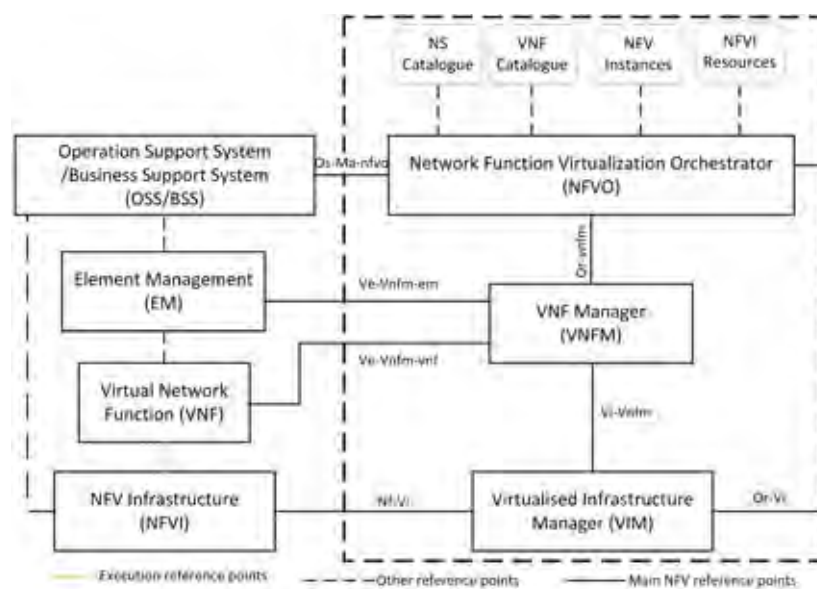 NS
Catalogue
VNF
Catalogue
NFV
Instances
NFVI
Resources
Operation Support System
/Business Support System
(OSS/BSS)
Os-Ma-nfvo
Network Function Virtualization Orchestrator
(NFVO)
Or-vnfm
Element Management
(EM)
Ve-Vnfm-em
VNF Manager
(VNFM)
Ve-Vnfm-vnf
Virtual Network
Function (VNF)
Vi-Vnfm
NFV Infrastructure
(NFVI)
Nf-Vi
Virtualised Infrastructure
Manager (VIM)
Or-Vi
Execution reference points
Other reference points
Main NFV reference points